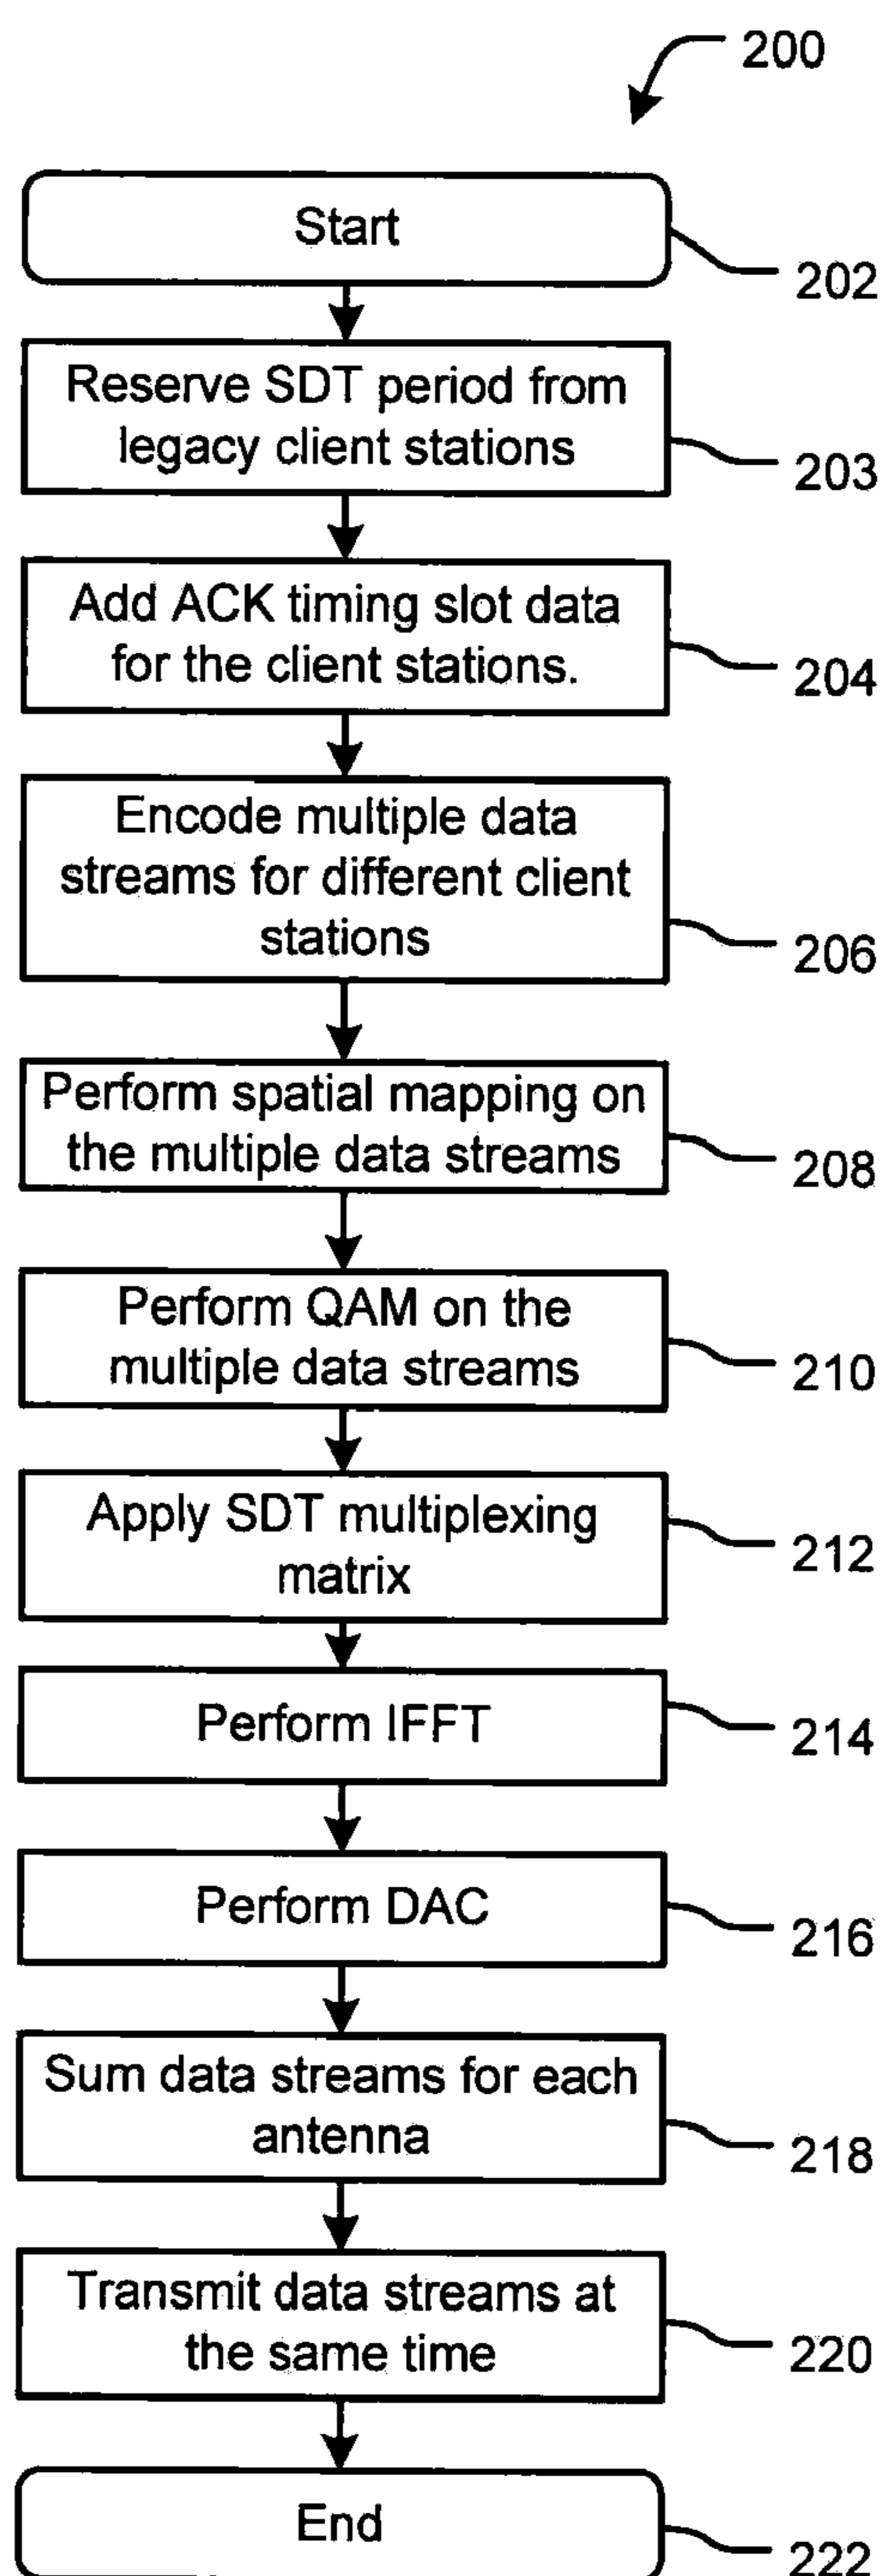 200
Start
202
Reserve SDT period from
legacy client stations
203
Add ACK timing slot data
for the client stations.
204
Encode multiple data
streams for different client
stations
206
Perform spatial mapping on
the multiple data streams
208
Perform QAM on the
multiple data streams
210
Apply SDT multiplexing
matrix
212
Perform IFFT
214
Perform DAC
216
Sum data streams for each
antenna
218
Transmit data streams at
the same time
220
End
222